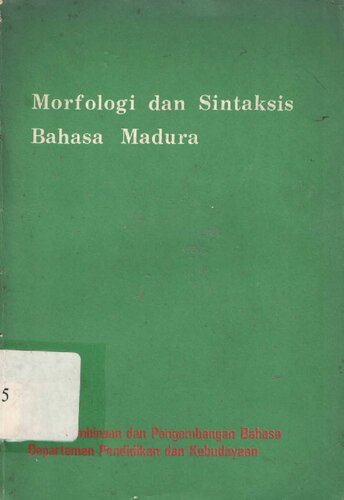 Morfologi dan Sintaksis
Bahasa Madura
5
dan Pengembangan Bahasa
Departemen Pendidikan dan Kebudayaan